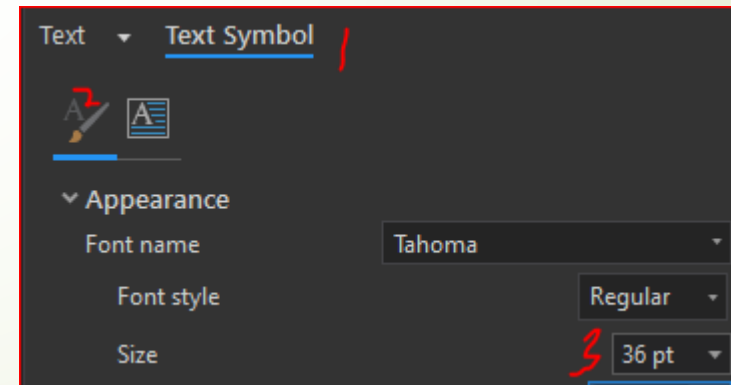 Text Text Symbol 1
A 2 A
Appearance
Font name Tahoma
Font style Regular
Size 3 36 pt